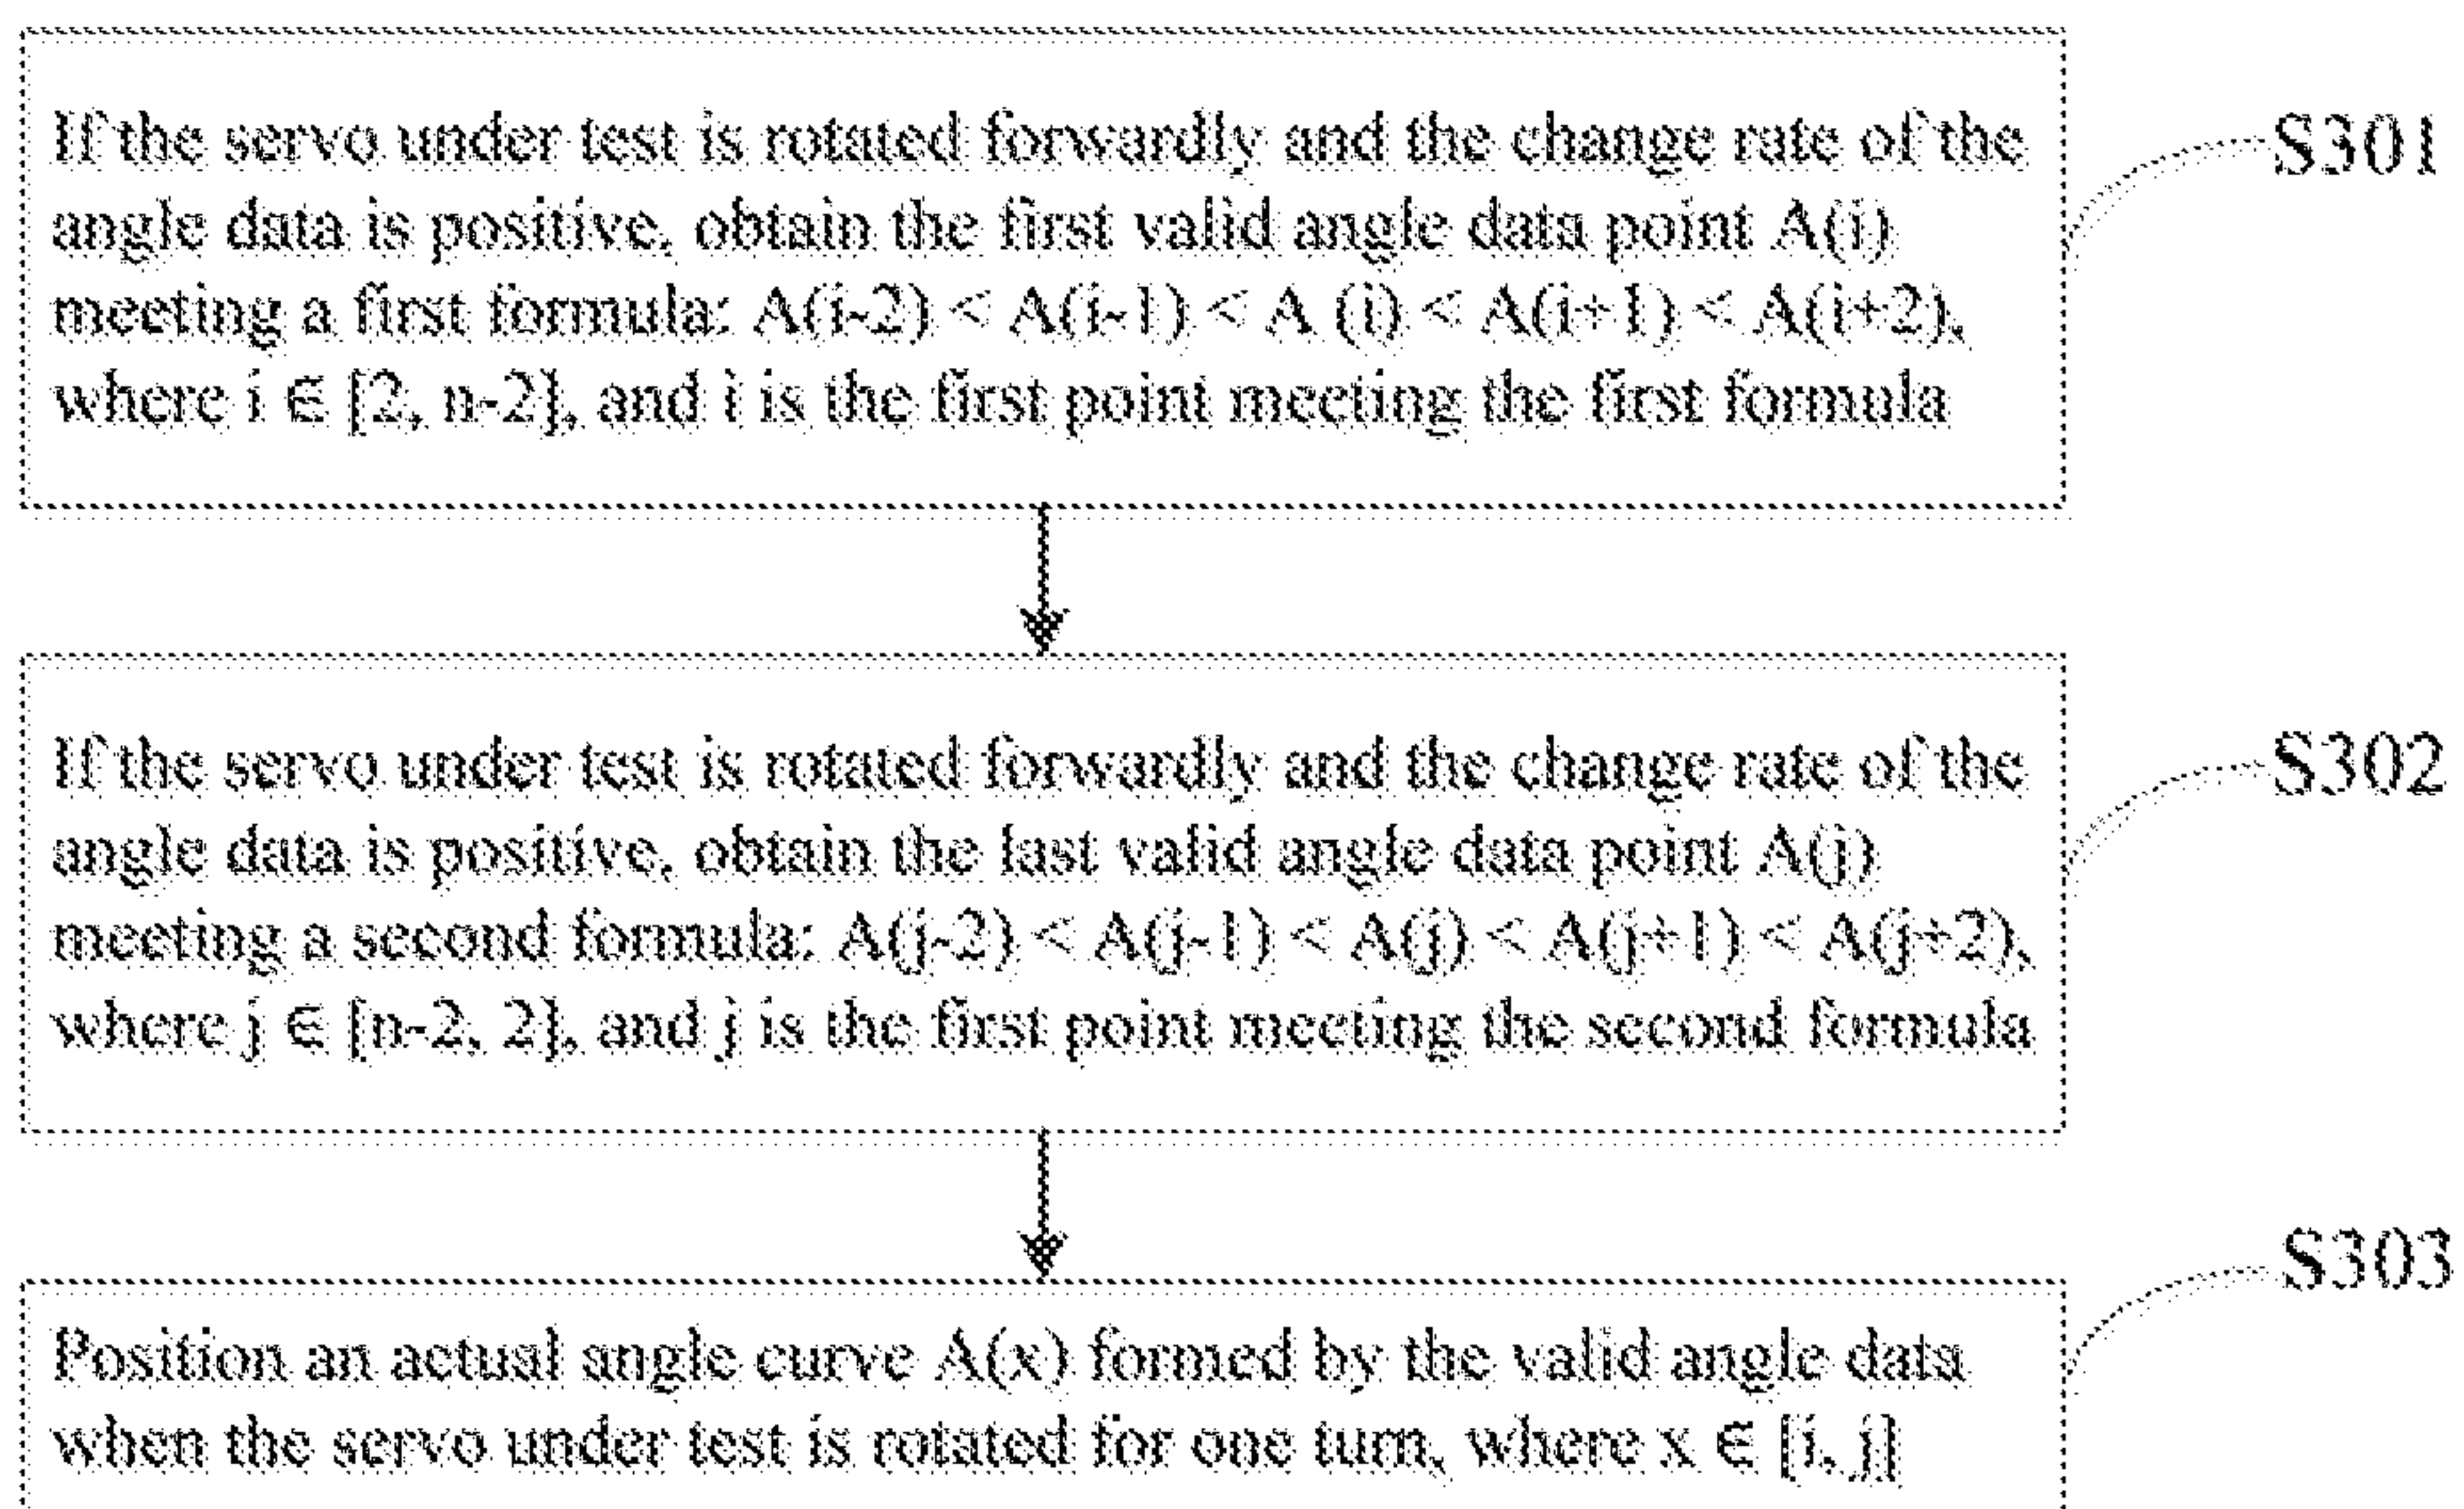 If the servo under test is rotated forwardly and the change rate of the
angle data is positive, obtain the first valid angle data point A(i)
meeting a first formula: A(i-2) < A(i-1) < A (i) < A(i+1) < A(i+2),
where i ∈ [2, n-2], and i is the first point meeting the first formula
S301
If the servo under test is rotated forwardly and the change rate of the
angle data is positive, obtain the last valid angle data point A(j)
meeting a second formula: A(j-2) < A(j-1) < A(j) < A(j+1) < A(j+2),
where j ∈ [n-2, 2], and j is the first point meeting the second formula
S302
Position an actual angle curve A(x) formed by the valid angle data
when the servo under test is rotated for one turn, where x ∈ [i, j]
S303